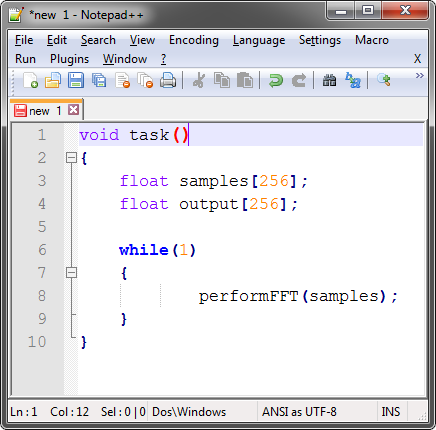 *new  1 - Notepad++
File Edit Search View Encoding Language Settings Macro
Run Plugins Window ? X
»
new  1
1 void task()
2 {
3     float samples[256];
4     float output[256];
5
6     while(1)
7     {
8             performFFT(samples);
9     }
10 }
Ln : 1    Col : 12    Sel : 0 | 0    Dos\Windows    ANSI as UTF-8    INS